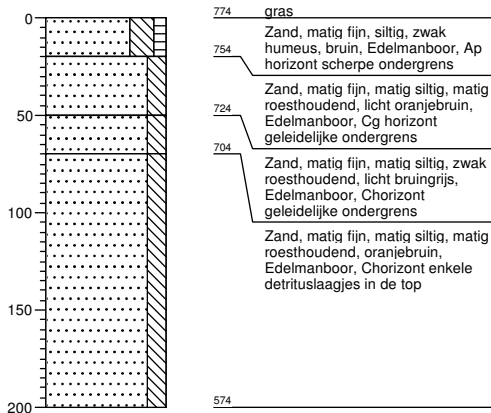 0
50
100
150
200
774
gras
Zand, matig fijn, siltig, zwak
humeus, bruin, Edelmanboor, Ap
horizont scherpe ondergrens
754
Zand, matig fijn, matig siltig, matig
roesthoudend, licht oranjebruin,
Edelmanboor, Cg horizont
geleidelijke ondergrens
724
Zand, matig fijn, matig siltig, zwak
roesthoudend, licht bruingrijs,
Edelmanboor, Chorizont
geleidelijke ondergrens
704
Zand, matig fijn, matig siltig, matig
roesthoudend, oranjebruin,
Edelmanboor, Chorizont enkele
detrituslaagjes in de top
574